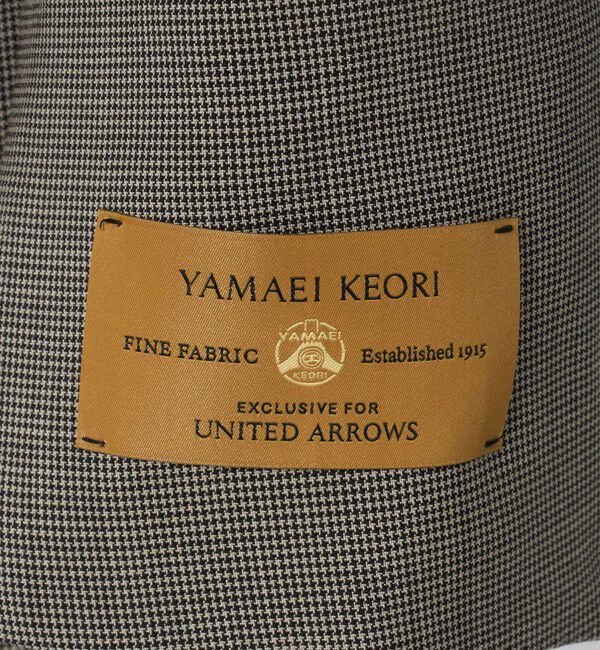 YAMAEI KEORI
FINE FABRIC
YAMAEI
KEORI
Established 1915
EXCLUSIVE FOR
UNITED ARROWS